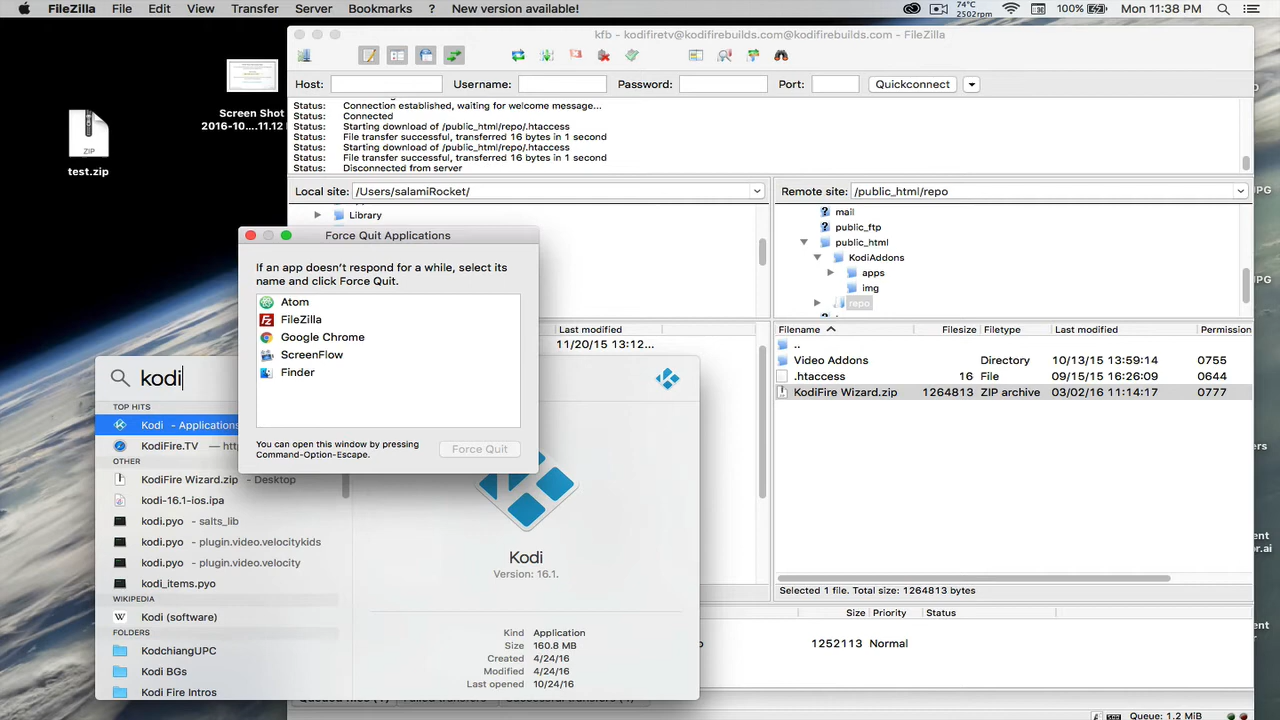 FileZilla File Edit View Transfer Server Bookmarks ? New version available! 74°C 2502rpm 100% Mon 11:38 PM
kfb - kodifiretv@kodifirebuilds.com@kodifirebuilds.com - FileZilla
Host: Username: Password: Port: Quickconnect
Status: Connection established, waiting for welcome message...
Status: Connected
Status: Starting download of /public_html/repo/.htaccess
Status: File transfer successful, transferred 16 bytes in 1 second
Status: Starting download of /public_html/repo/.htaccess
Status: File transfer successful, transferred 16 bytes in 1 second
Status: Disconnected from server
Screen Shot
2016-10....11.12
ZIP
test.zip
Local site: /Users/salamiRocket/
Library
Remote site: /public_html/repo
mail
public_ftp
public_html
KodiAddons
apps
img
repo
Force Quit Applications
If an app doesn't respond for a while, select its
name and click Force Quit.
Atom
FileZilla
Google Chrome
ScreenFlow
Finder
You can open this window by pressing
Command-Option-Escape.
Force Quit
Last modified
11/20/15 13:12...
Filename Filesize Filetype Last modified Permission
..
Video Addons Directory 10/13/15 13:59:14 0755
.htaccess 16 File 09/15/15 16:26:09 0644
KodiFire Wizard.zip 1264813 ZIP archive 03/02/16 11:14:17 0777
Selected 1 file. Total size: 1264813 bytes
Size Priority Status
1252113 Normal
kodi
TOP HITS
Kodi - Applications
KodiFire.TV
OTHER
KodiFire Wizard.zip - Desktop
kodi-16.1-ios.ipa
kodi.pyo - salts_lib
kodi.pyo - plugin.video.velocitykids
kodi.pyo - plugin.video.velocity
kodi_items.pyo
WIKIPEDIA
Kodi (software)
FOLDERS
KodchiangUPC
Kodi BGs
Kodi Fire Intros
Kodi
Version: 16.1.
Kind Application
Size 160.8 MB
Created 4/24/16
Modified 4/24/16
Last opened 10/24/16
Queue: 1.2 MiB